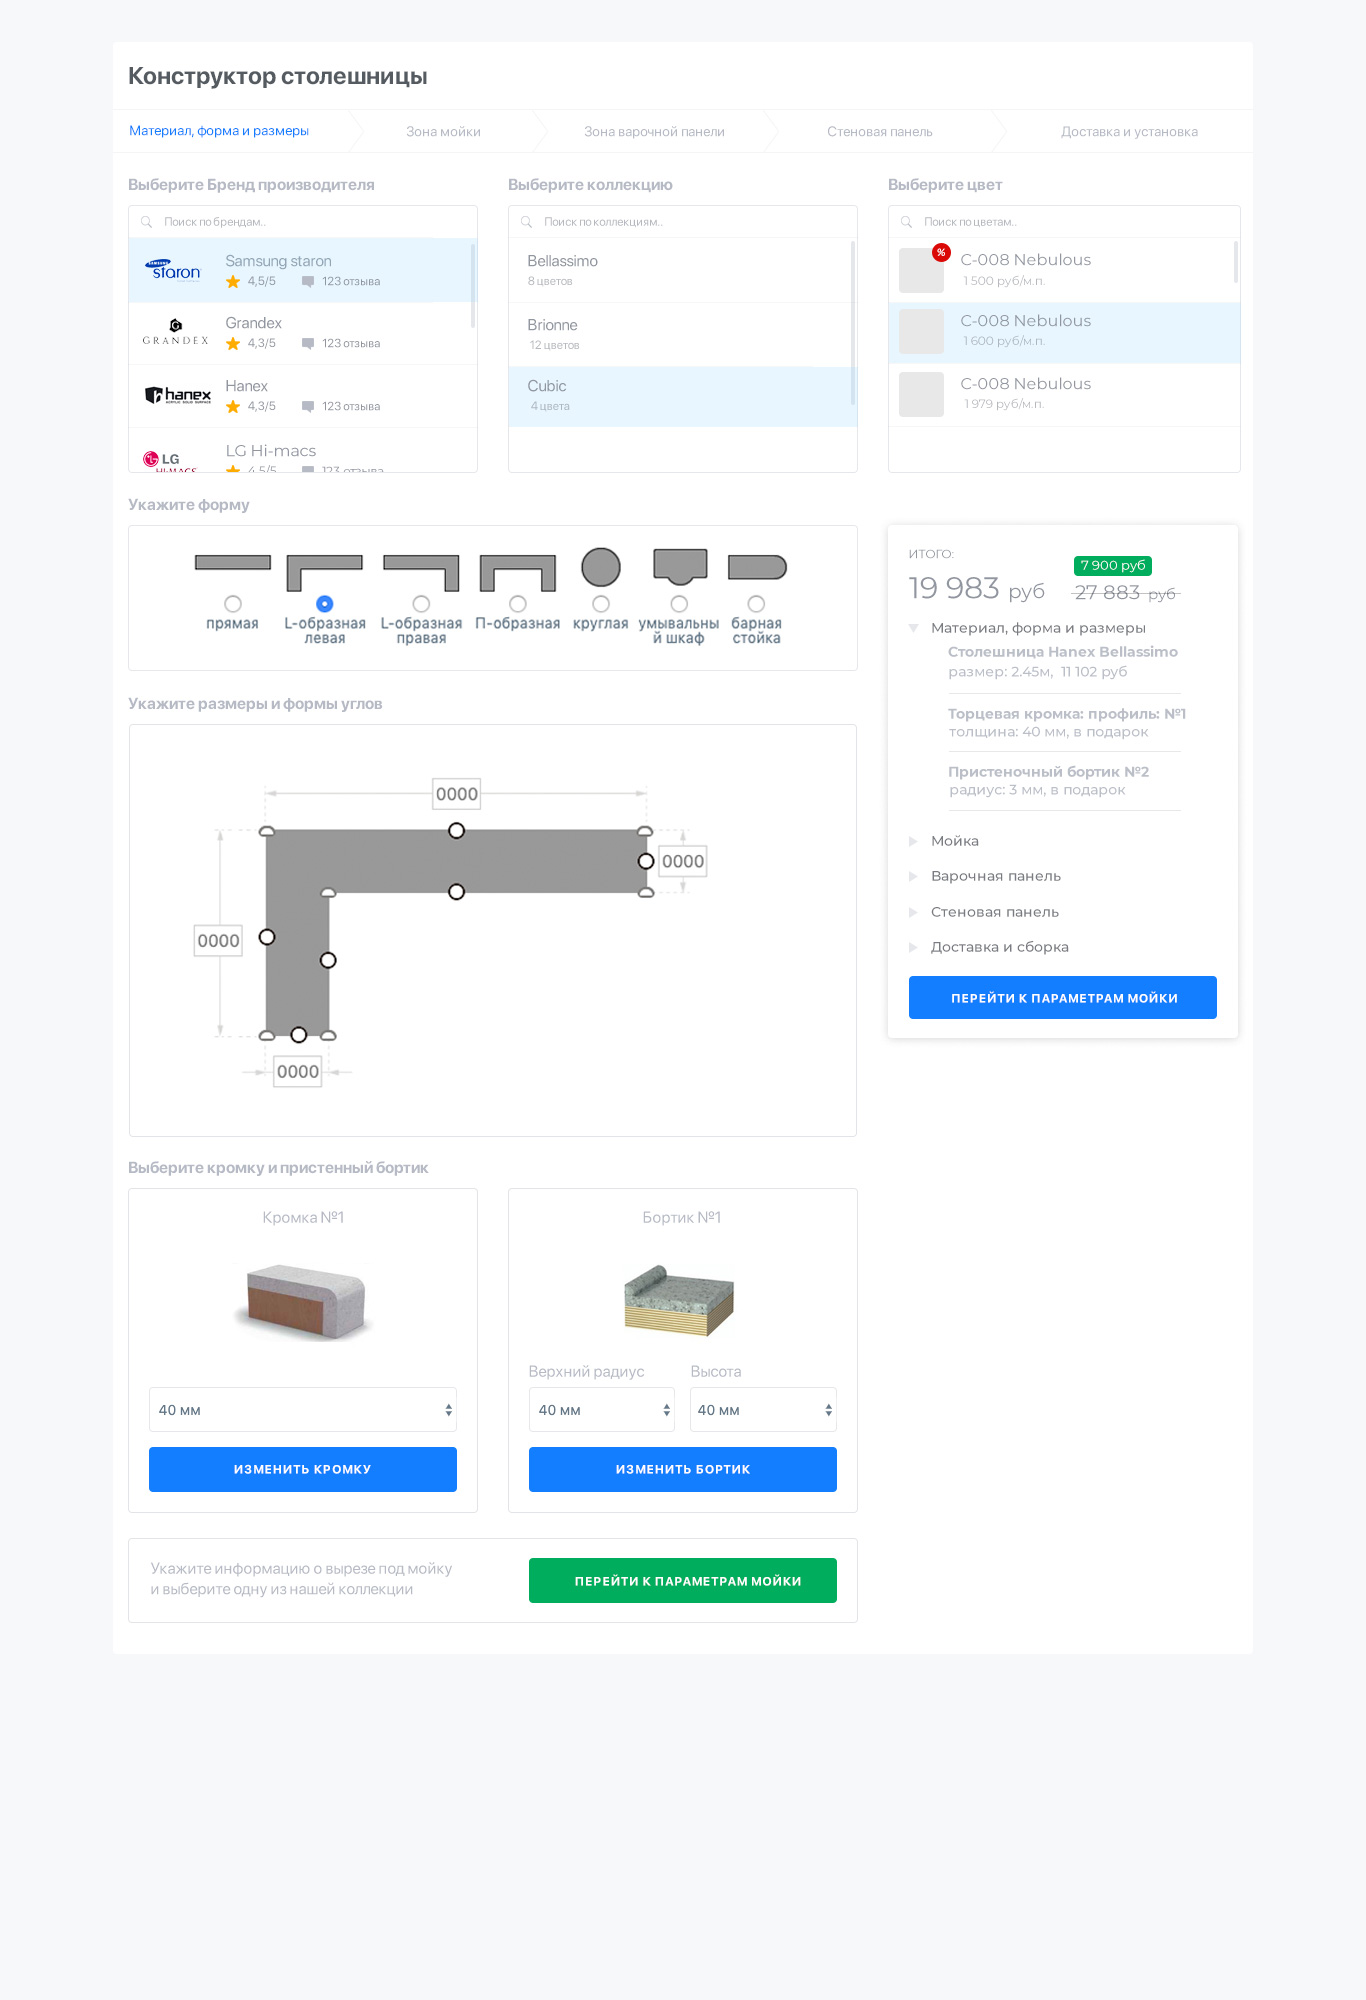 Конструктор столешницы
Материал, форма и размеры
Зона мойки
Зона варочной панели
Стеновая панель
Доставка и установка
Выберите Бренд производителя
Поиск по брендам..
SAMSUNG
staron
Samsung staron
4,5/5
123 отзыва
GRANDEX
Grandex
4,3/5
123 отзыва
hanex
Hanex
4,3/5
123 отзыва
LG
HI-MACS
LG Hi-macs
4,5/5
123 отзыва
Выберите коллекцию
Поиск по коллекциям..
Bellassimo
8 цветов
Brionne
12 цветов
Cubic
4 цвета
Выберите цвет
Поиск по цветам..
%
C-008 Nebulous
1 500 руб/м.п.
C-008 Nebulous
1 600 руб/м.п.
C-008 Nebulous
1 979 руб/м.п.
Укажите форму
прямая
L-образная
левая
L-образная
правая
П-образная
круглая
умывальны
й шкаф
барная
стойка
Укажите размеры и формы углов
0000
0000
0000
0000
Выберите кромку и пристенный бортик
Кромка №1
40 мм
ИЗМЕНИТЬ КРОМКУ
Бортик №1
Верхний радиус
Высота
40 мм
40 мм
ИЗМЕНИТЬ БОРТИК
Укажите информацию о вырезе под мойку
и выберите одну из нашей коллекции
ПЕРЕЙТИ К ПАРАМЕТРАМ МОЙКИ
ИТОГО:
19 983 руб
7 900 руб
27 883 руб
Материал, форма и размеры
Столешница Hanex Bellassimo
размер: 2.45м, 11 102 руб
Торцевая кромка: профиль: №1
толщина: 40 мм, в подарок
Пристеночный бортик №2
радиус: 3 мм, в подарок
Мойка
Варочная панель
Стеновая панель
Доставка и сборка
ПЕРЕЙТИ К ПАРАМЕТРАМ МОЙКИ